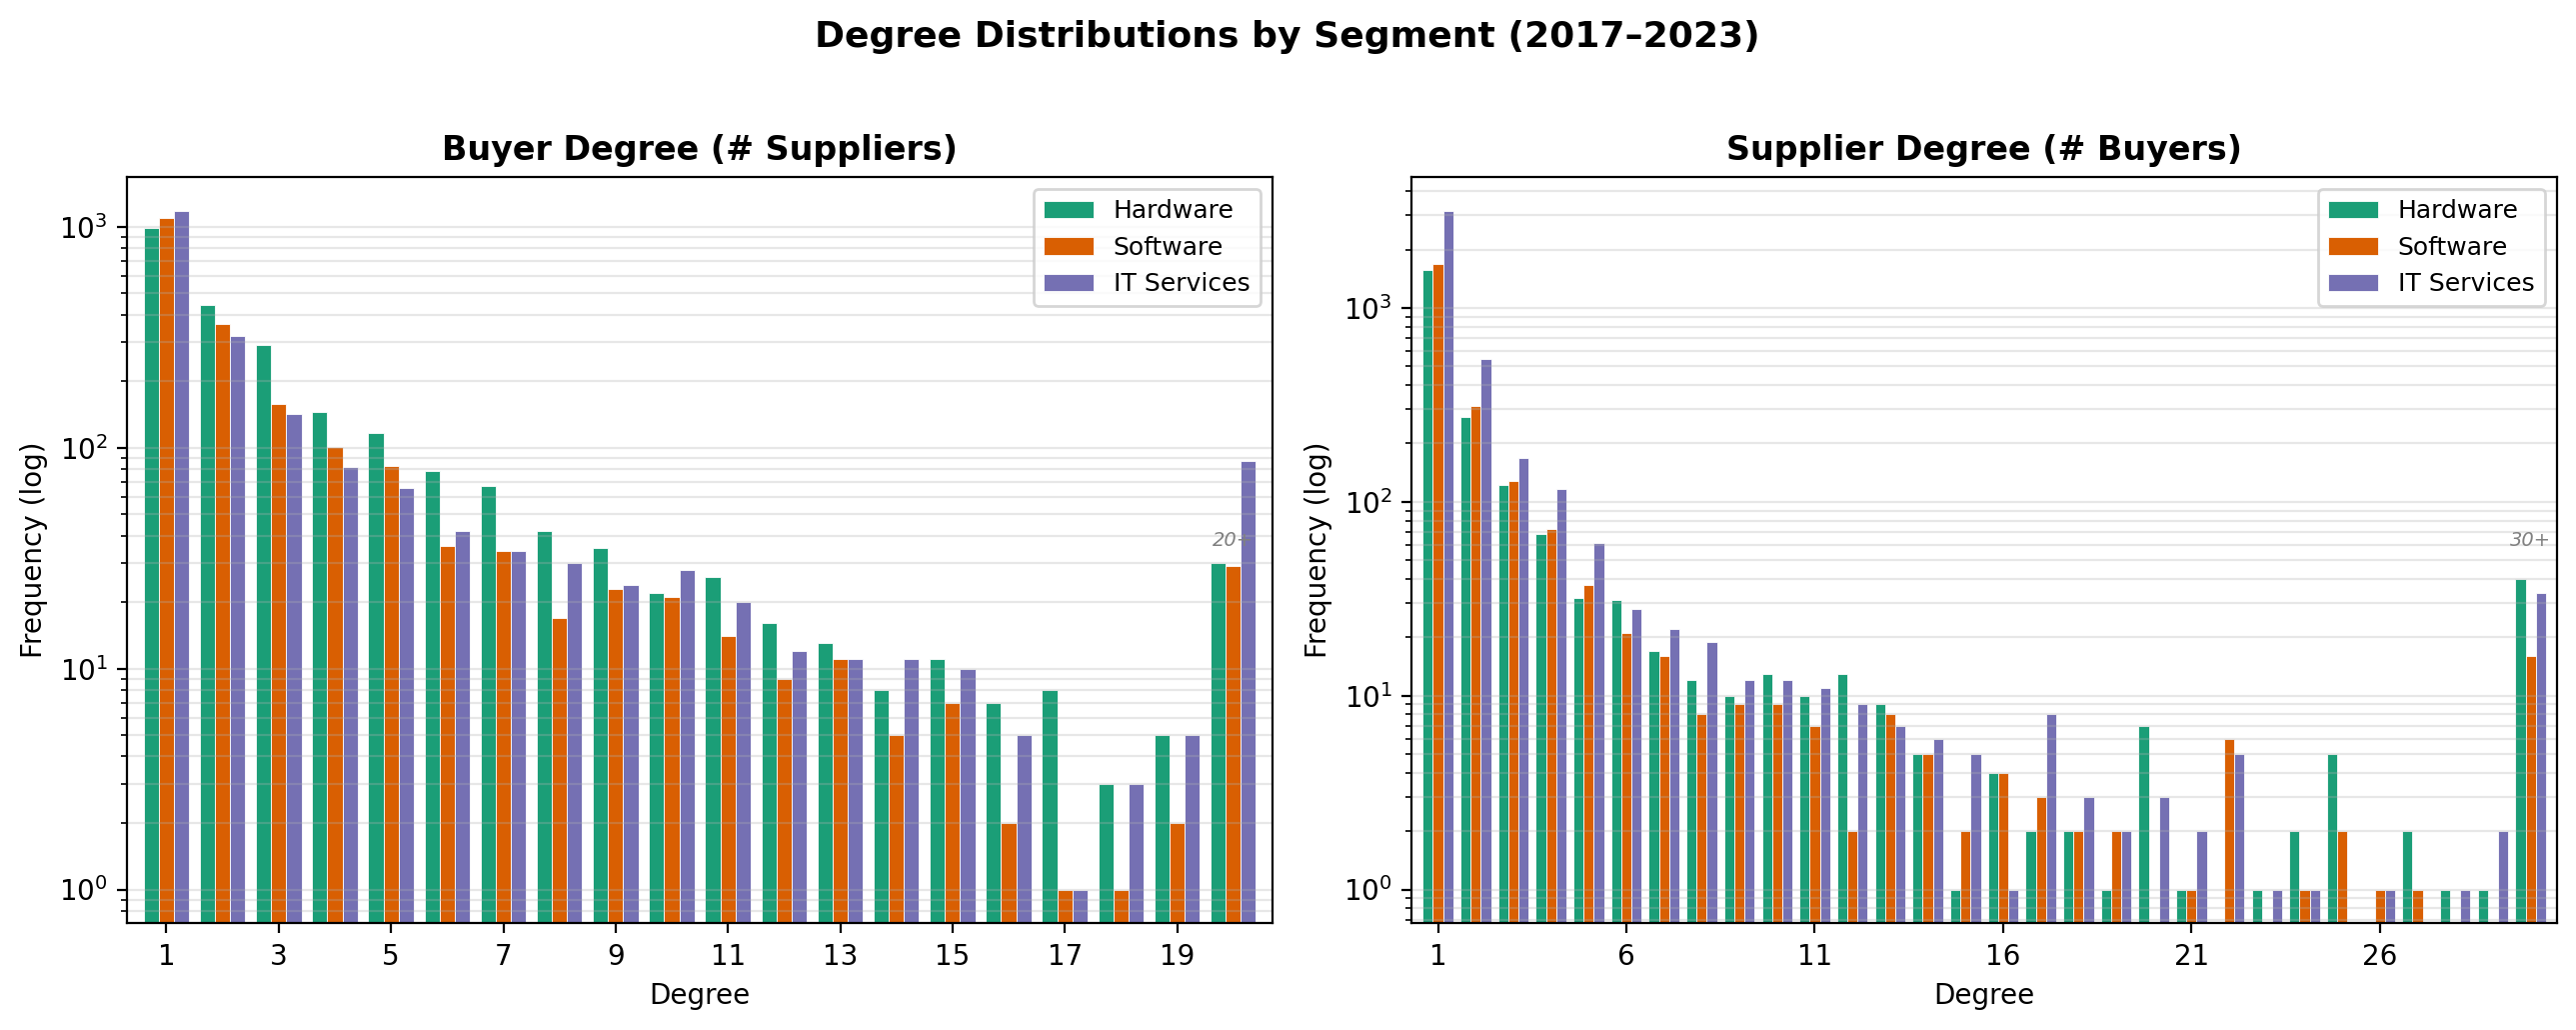 Degree Distributions by Segment (2017–2023)
Buyer Degree (# Suppliers)
Frequency (log)
10³
10²
10¹
10⁰
Hardware
Software
IT Services
20+
1 3 5 7 9 11 13 15 17 19
Degree
Supplier Degree (# Buyers)
Frequency (log)
10³
10²
10¹
10⁰
Hardware
Software
IT Services
30+
1 6 11 16 21 26
Degree